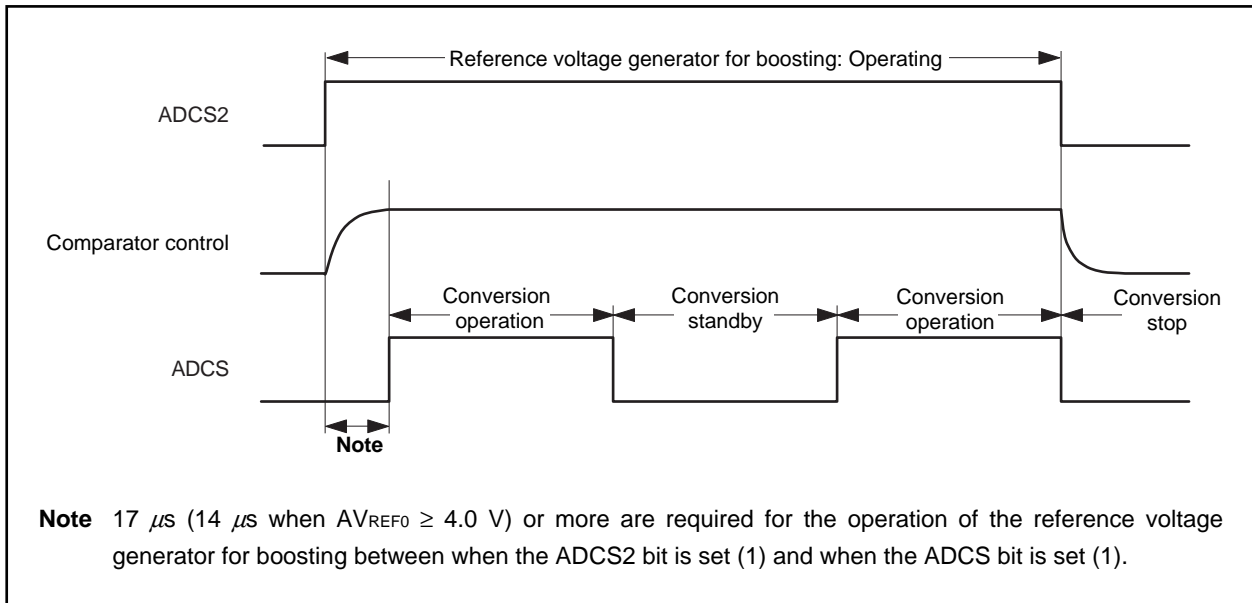 Reference voltage generator for boosting: Operating
ADCS2
Comparator control
Conversion operation
Conversion standby
Conversion operation
Conversion stop
ADCS
Note
Note 17 µs (14 µs when AVREF0 ≥ 4.0 V) or more are required for the operation of the reference voltage
generator for boosting between when the ADCS2 bit is set (1) and when the ADCS bit is set (1).